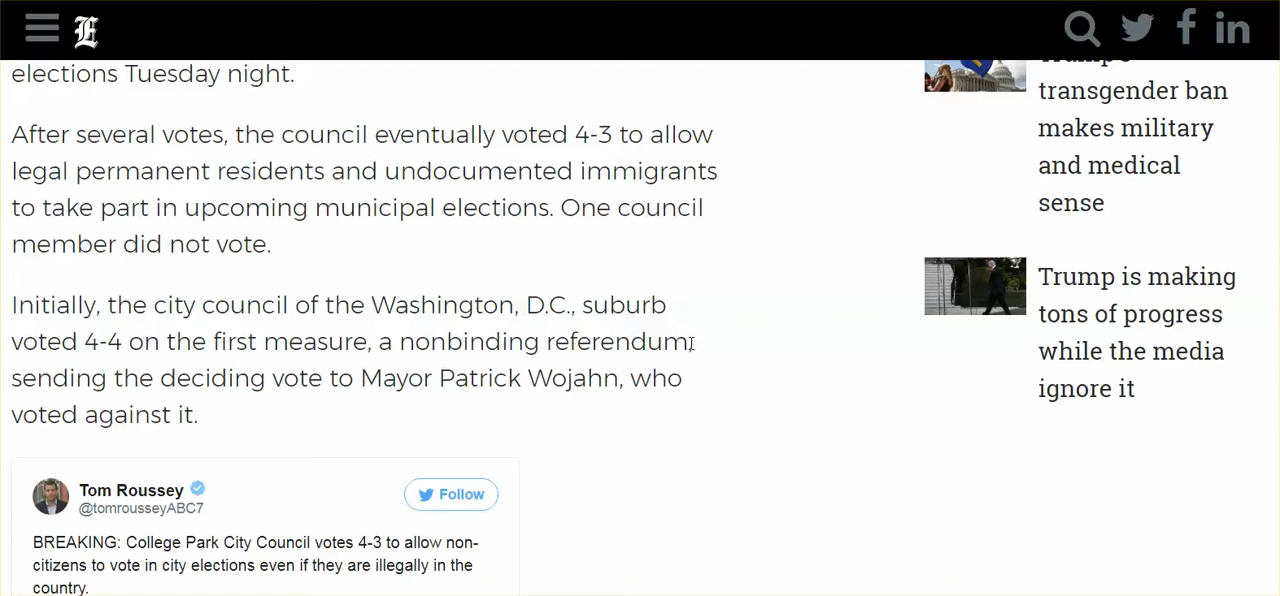 E
elections Tuesday night.
After several votes, the council eventually voted 4-3 to allow
legal permanent residents and undocumented immigrants
to take part in upcoming municipal elections. One council
member did not vote.
Initially, the city council of the Washington, D.C., suburb
voted 4-4 on the first measure, a nonbinding referendum,
sending the deciding vote to Mayor Patrick Wojahn, who
voted against it.
Tom Roussey
@tomrousseyABC7
Follow
BREAKING: College Park City Council votes 4-3 to allow non-
citizens to vote in city elections even if they are illegally in the
country.
transgender ban
makes military
and medical
sense
Trump is making
tons of progress
while the media
ignore it